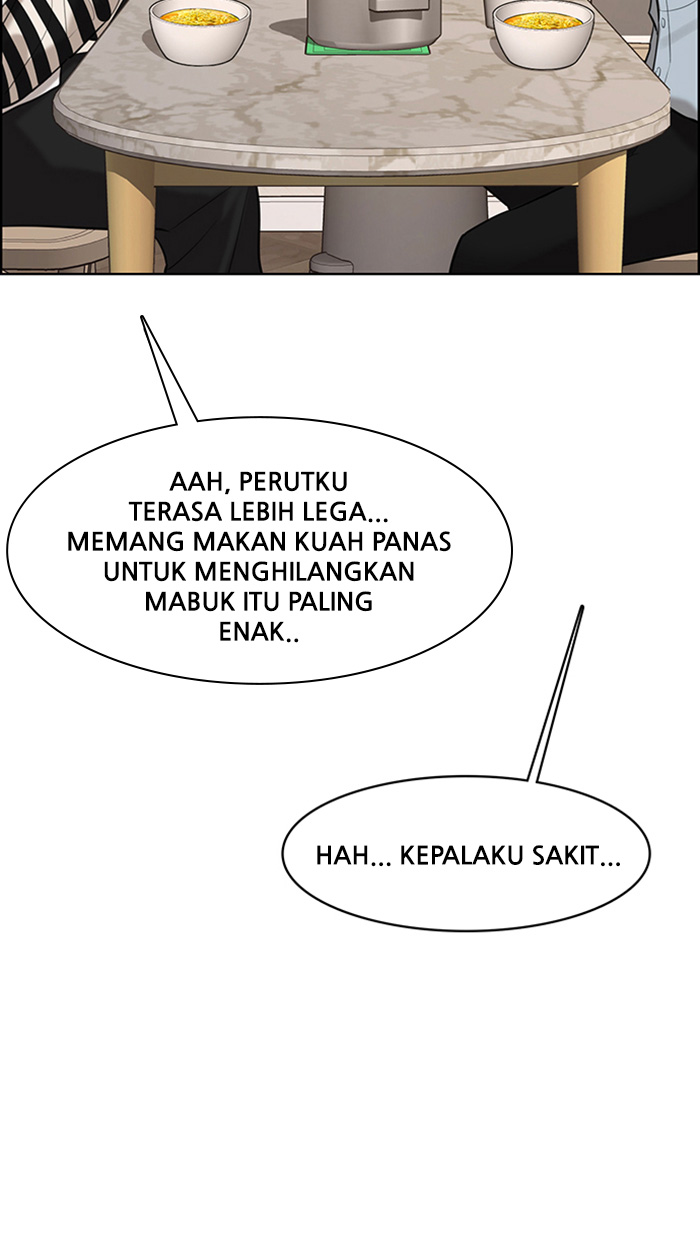 AAH, PERUTKU
TERASA LEBIH LEGA...
MEMANG MAKAN KUAH PANAS
UNTUK MENGHILANGKAN
MABUK ITU PALING
ENAK..
HAH... KEPALAKU SAKIT...